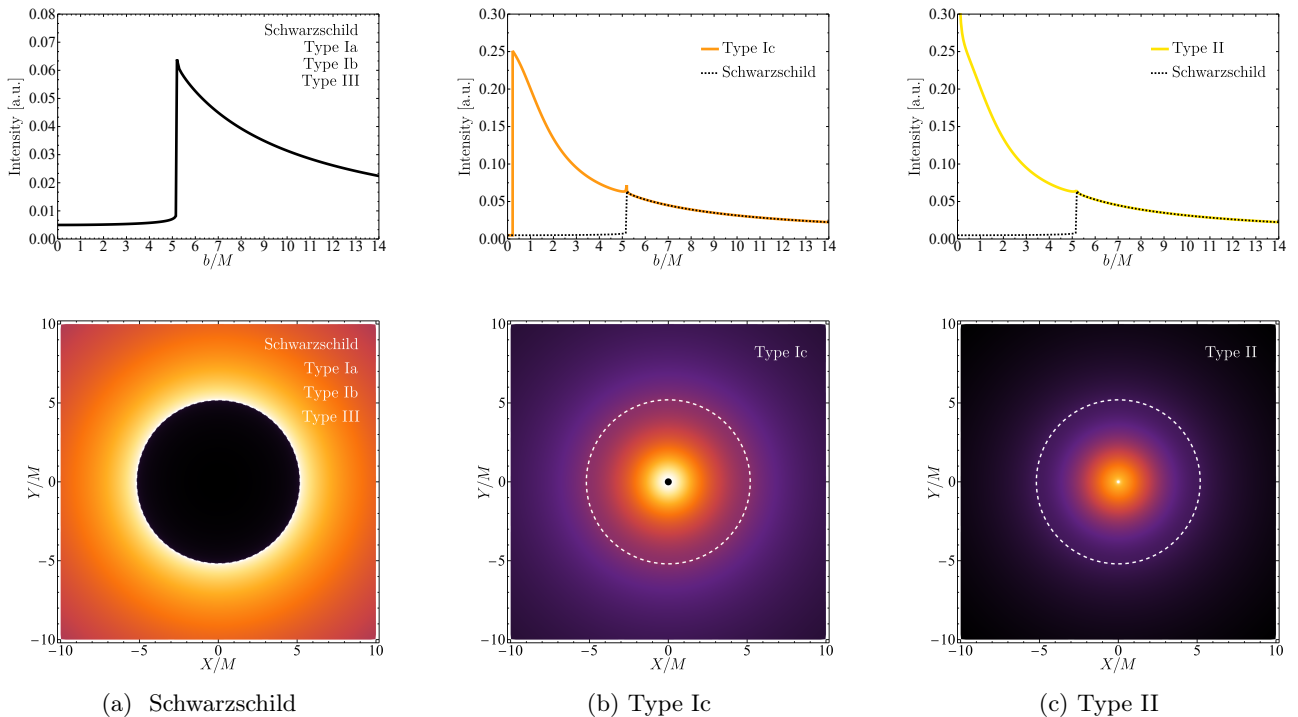 0.08
0.07
0.06
0.05
0.04
0.03
0.02
0.01
0.00
Intensity [a.u.]
Schwarzschild
Type Ia
Type Ib
Type III
0 1 2 3 4 5 6 7 8 9 10 11 12 13 14
b/M
0.30
0.25
0.20
0.15
0.10
0.05
0.00
Intensity [a.u.]
Type Ic
Schwarzschild
0 1 2 3 4 5 6 7 8 9 10 11 12 13 14
b/M
0.30
0.25
0.20
0.15
0.10
0.05
0.00
Intensity [a.u.]
Type II
Schwarzschild
0 1 2 3 4 5 6 7 8 9 10 11 12 13 14
b/M
10
5
0
−5
−10
Y/M
Schwarzschild
Type Ia
Type Ib
Type III
−10 −5 0 5 10
X/M
10
5
0
−5
−10
Y/M
Type Ic
−10 −5 0 5 10
X/M
10
5
0
−5
−10
Y/M
Type II
−10 −5 0 5 10
X/M
(a) Schwarzschild
(b) Type Ic
(c) Type II